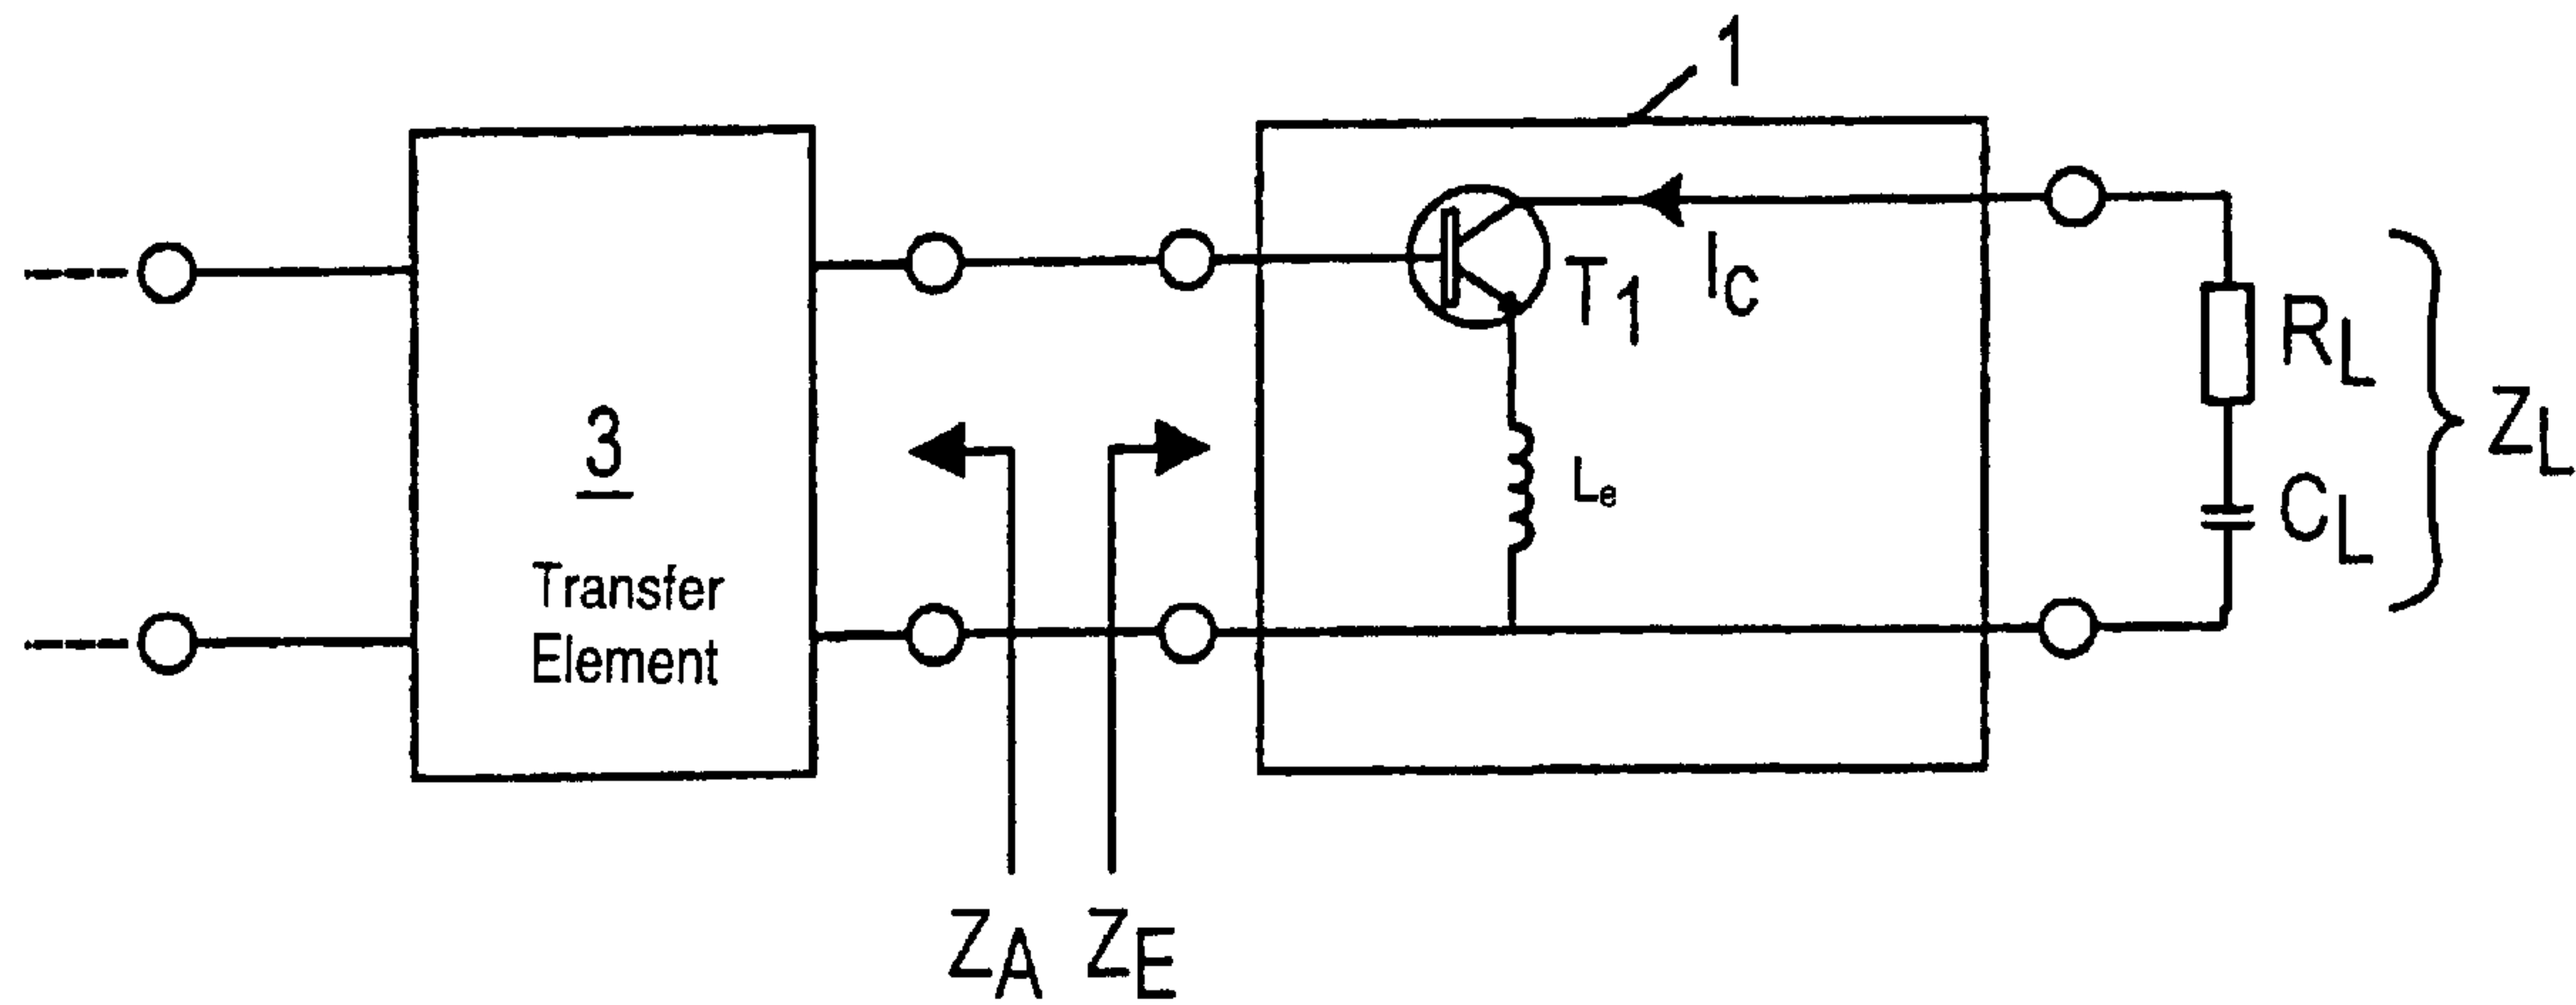 1
T1
IC
RL
CL
ZL
Le
3
Transfer
Element
ZA
ZE